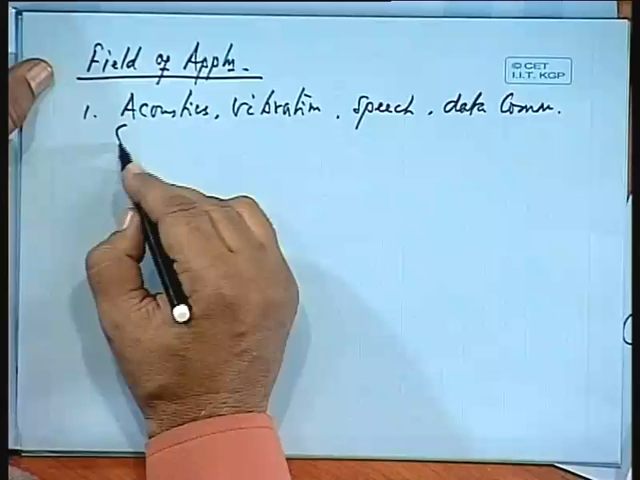 Field of Appln.
© CET
I.I.T. KGP
1. Acoustics, Vibration, Speech, data Comm.